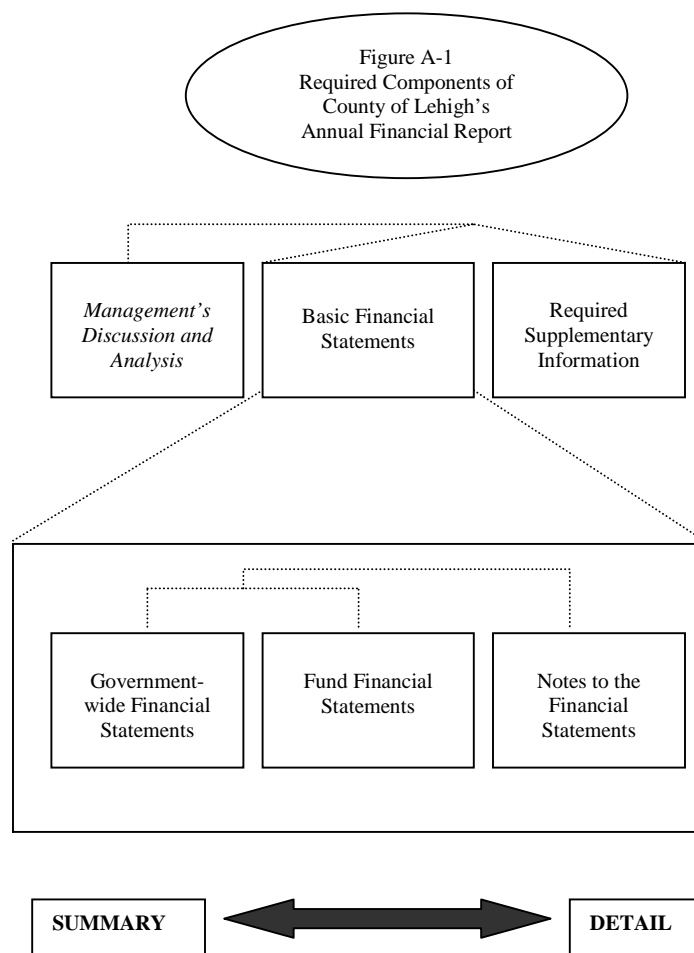 Figure A-1
Required Components of
County of Lehigh’s
Annual Financial Report
Management’s
Discussion and
Analysis
Basic Financial
Statements
Required
Supplementary
Information
Government-
wide Financial
Statements
Fund Financial
Statements
Notes to the
Financial
Statements
SUMMARY
DETAIL